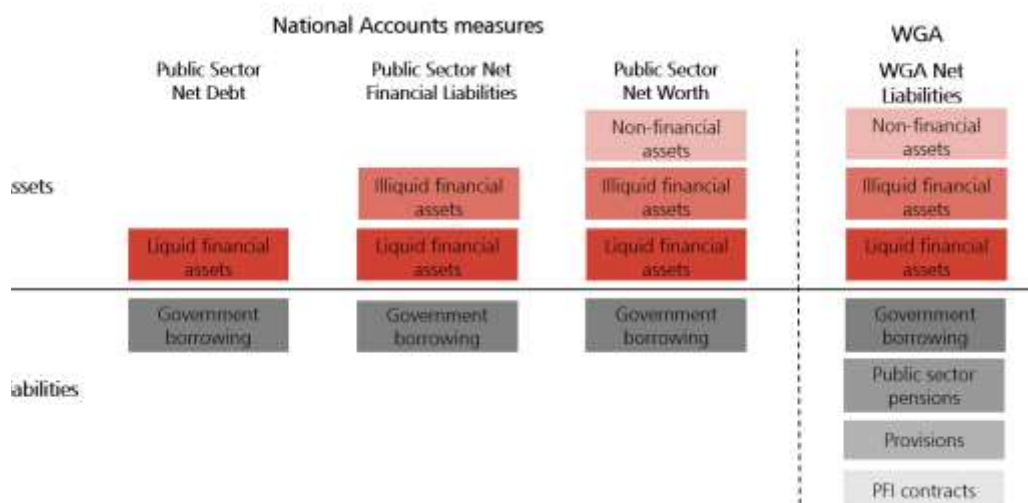 National Accounts measures
WGA
Public Sector
Net Debt
Public Sector Net
Financial Liabilities
Public Sector
Net Worth
WGA Net
Liabilities
Non-financial
assets
Non-financial
assets
ssets
Illiquid financial
assets
Illiquid financial
assets
Illiquid financial
assets
Liquid financial
assets
Liquid financial
assets
Liquid financial
assets
Liquid financial
assets
Government
borrowing
Government
borrowing
Government
borrowing
Government
borrowing
iabilities
Public sector
pensions
Provisions
PFI contracts